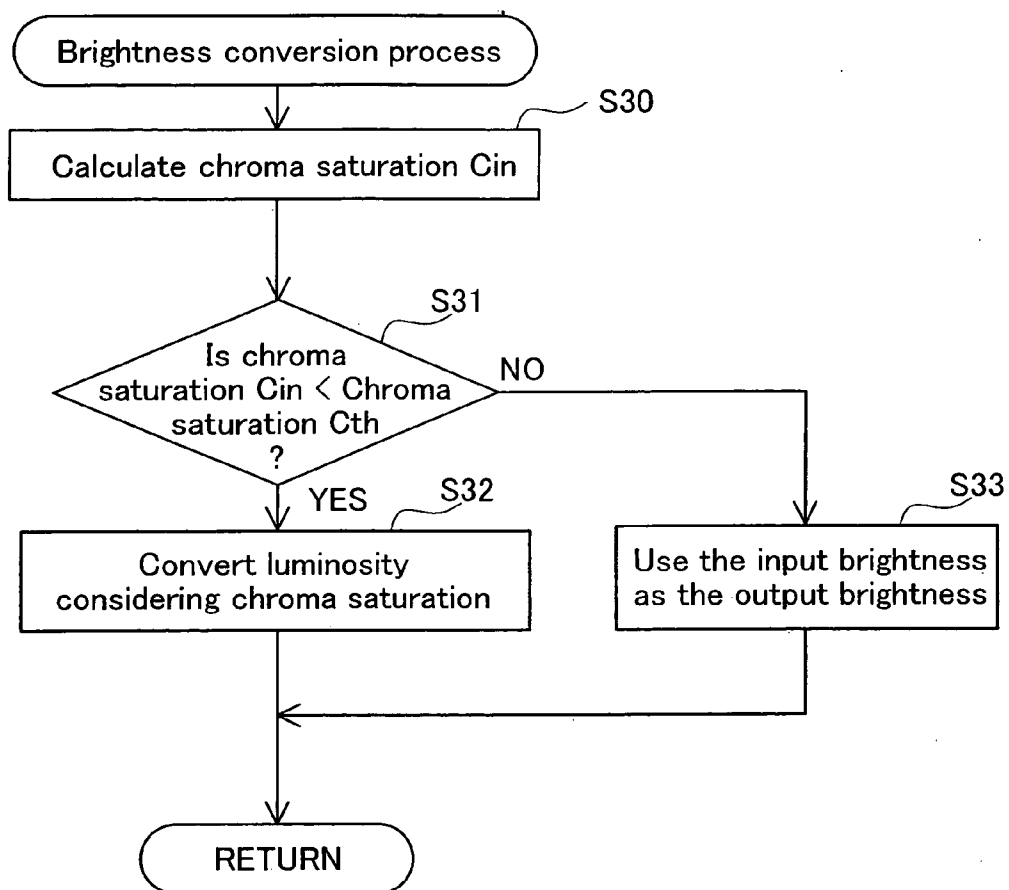 Brightness conversion process
S30
Calculate chroma saturation Cin
S31
Is chroma
saturation Cin < Chroma
saturation Cth
?
NO
YES
S32
Convert luminosity
considering chroma saturation
S33
Use the input brightness
as the output brightness
RETURN